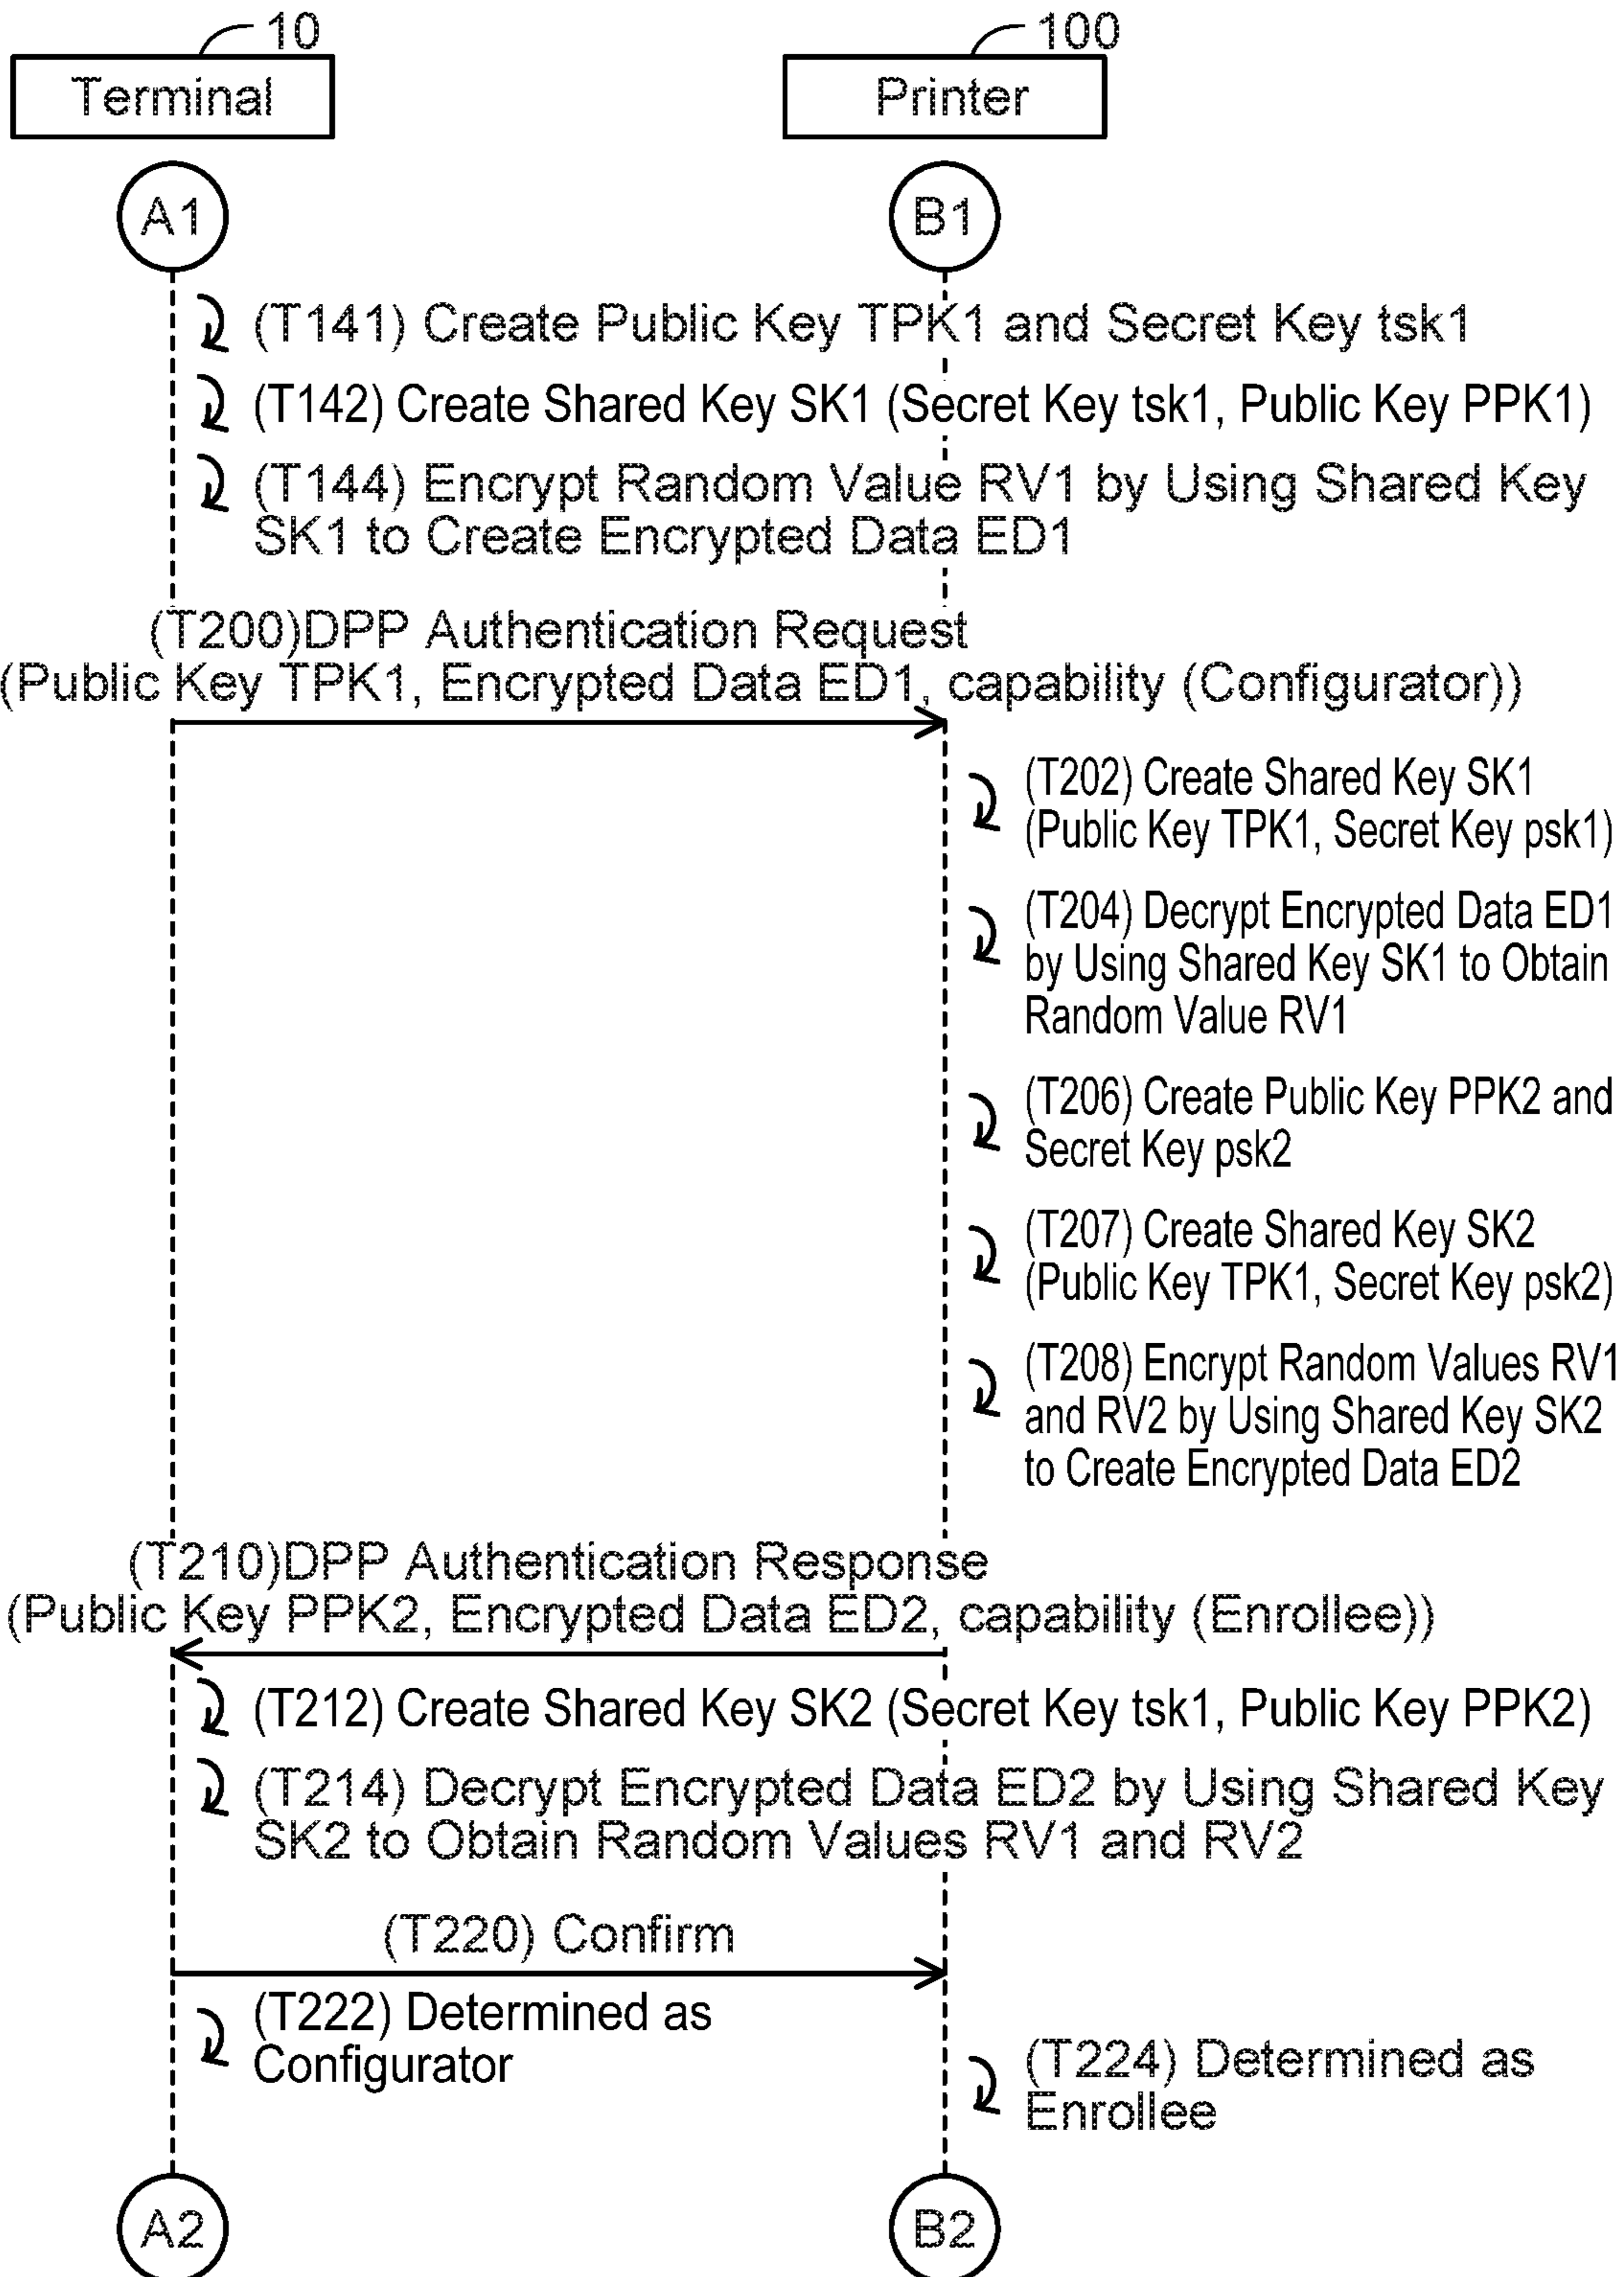 10
100
Terminal
Printer
A1
B1
(T141) Create Public Key TPK1 and Secret Key tsk1
(T142) Create Shared Key SK1 (Secret Key tsk1, Public Key PPK1)
(T144) Encrypt Random Value RV1 by Using Shared Key
SK1 to Create Encrypted Data ED1
(T200)DPP Authentication Request
(Public Key TPK1, Encrypted Data ED1, capability (Configurator))
(T202) Create Shared Key SK1
(Public Key TPK1, Secret Key psk1)
(T204) Decrypt Encrypted Data ED1
by Using Shared Key SK1 to Obtain
Random Value RV1
(T206) Create Public Key PPK2 and
Secret Key psk2
(T207) Create Shared Key SK2
(Public Key TPK1, Secret Key psk2)
(T208) Encrypt Random Values RV1
and RV2 by Using Shared Key SK2
to Create Encrypted Data ED2
(T210)DPP Authentication Response
(Public Key PPK2, Encrypted Data ED2, capability (Enrollee))
(T212) Create Shared Key SK2 (Secret Key tsk1, Public Key PPK2)
(T214) Decrypt Encrypted Data ED2 by Using Shared Key
SK2 to Obtain Random Values RV1 and RV2
(T220) Confirm
(T222) Determined as
Configurator
(T224) Determined as
Enrollee
A2
B2